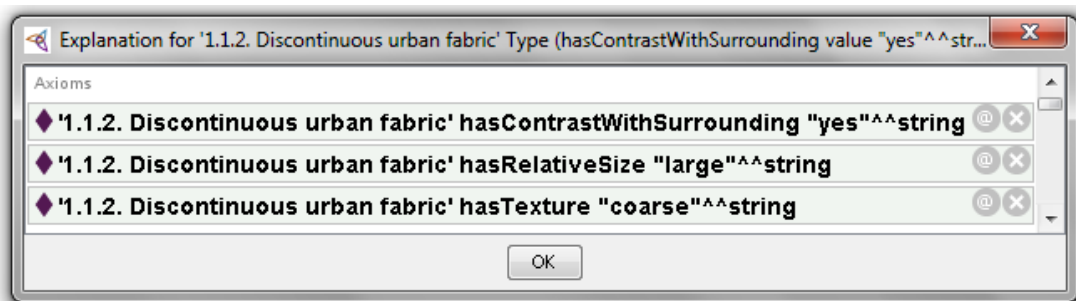 Explanation for '1.1.2. Discontinuous urban fabric' Type (hasContrastWithSurrounding value "yes"^^str...
Axioms
'1.1.2. Discontinuous urban fabric' hasContrastWithSurrounding "yes"^^string
'1.1.2. Discontinuous urban fabric' hasRelativeSize "large"^^string
'1.1.2. Discontinuous urban fabric' hasTexture "coarse"^^string
OK